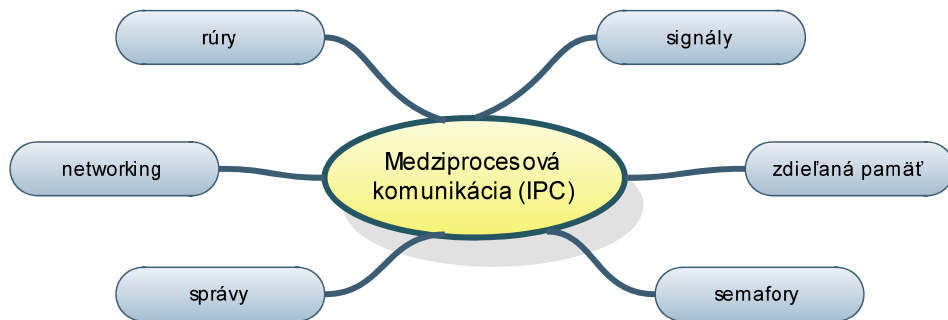 rúry
signály
Medziprocesová
komunikácia (IPC)
networking
zdieľaná pamäť
správy
semafory